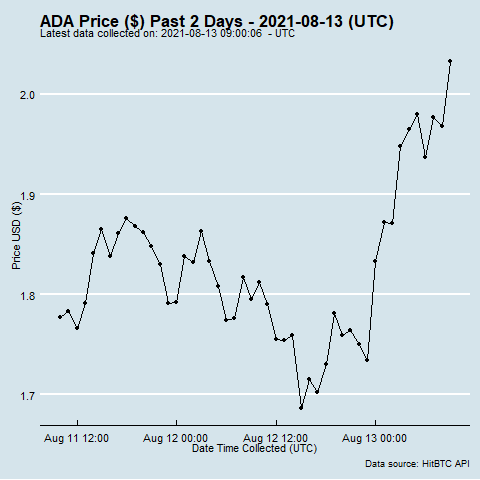 ADA Price ($) Past 2 Days - 2021-08-13 (UTC)
Latest data collected on: 2021-08-13 09:00:06  - UTC
2.0
1.9
1.8
1.7
Price USD ($)
Aug 11 12:00 Aug 12 00:00 Aug 12 12:00 Aug 13 00:00
Date Time Collected (UTC)
Data source: HitBTC API